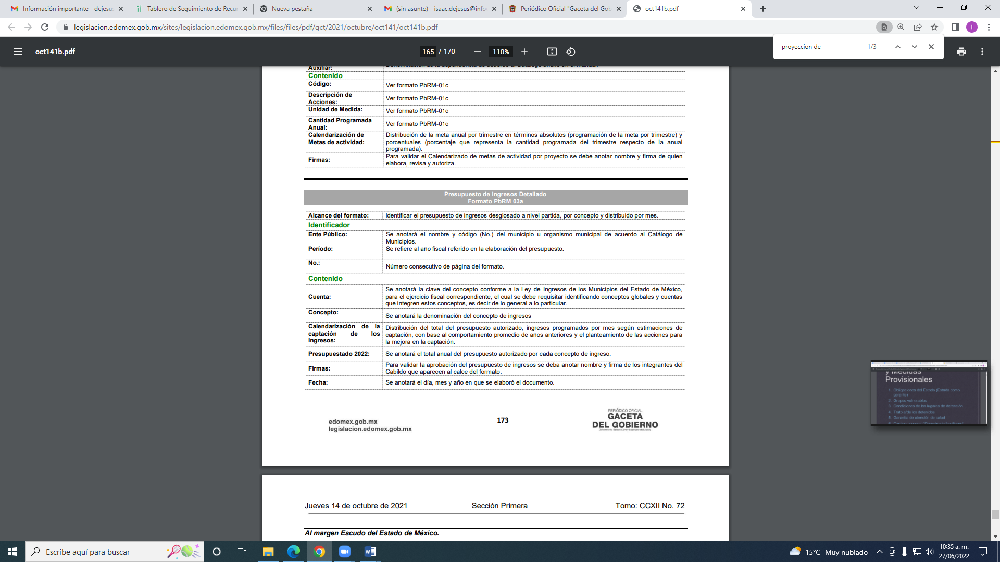 Información importante - dejesus
Tablero de Seguimiento de Recur
Nueva pestaña
(sin asunto) - isaac.dejesus@info
Periódico Oficial "Gaceta del Gob
oct141b.pdf
legislacion.edomex.gob.mx/sites/legislacion.edomex.gob.mx/files/files/pdf/gct/2021/octubre/oct141/oct141b.pdf
I
oct141b.pdf
165 / 170
110%
proyeccion de
1/3
Auxiliar:
Contenido
Código:
Ver formato PbRM-01c
Descripción de
Acciones:
Ver formato PbRM-01c
Unidad de Medida:
Ver formato PbRM-01c
Cantidad Programada
Anual:
Ver formato PbRM-01c
Calendarización de
Metas de actividad:
Distribución de la meta anual por trimestre en términos absolutos (programación de la meta por trimestre) y
porcentuales (porcentaje que representa la cantidad programada del trimestre respecto de la anual
programada).
Firmas:
Para validar el Calendarizado de metas de actividad por proyecto se debe anotar nombre y firma de quien
elabora, revisa y autoriza.
Presupuesto de Ingresos Detallado
Formato PbRM 03a
Alcance del formato:
Identificar el presupuesto de ingresos desglosado a nivel partida, por concepto y distribuido por mes.
Identificador
Ente Público:
Se anotará el nombre y código (No.) del municipio u organismo municipal de acuerdo al Catálogo de
Municipios.
Período:
Se refiere al año fiscal referido en la elaboración del presupuesto.
No.:
Número consecutivo de página del formato.
Contenido
Cuenta:
Se anotará la clave del concepto conforme a la Ley de Ingresos de los Municipios del Estado de México,
para el ejercicio fiscal correspondiente, el cual se debe requisitar identificando conceptos globales y cuentas
que integren estos conceptos, es decir de lo general a lo particular.
Concepto:
Se anotará la denominación del concepto de ingresos
Calendarización de la
captación de los
Ingresos:
Distribución del total del presupuesto autorizado, ingresos programados por mes según estimaciones de
captación, con base al comportamiento promedio de años anteriores y el planteamiento de las acciones para
la mejora en la captación.
Presupuestado 2022:
Se anotará el total anual del presupuesto autorizado por cada concepto de ingreso.
Firmas:
Para validar la aprobación del presupuesto de ingresos se deba anotar nombre y firma de los integrantes del
Cabildo que aparecen al calce del formato.
Fecha:
Se anotará el día, mes y año en que se elaboró el documento.
edomex.gob.mx
legislacion.edomex.gob.mx
173
PERIÓDICO OFICIAL
GACETA
DEL GOBIERNO
Gobierno del Estado Libre y Soberano de México
Jueves 14 de octubre de 2021
Sección Primera
Tomo: CCXII No. 72
Al margen Escudo del Estado de México.
y Medidas
Provisionales
1. Obligaciones del Estado (Estado como
garante)
2. Grupos vulnerables
3. Condiciones de los lugares de detención
4. Trato a/de los detenidos
5. Garantía de atención de salud
Escribe aquí para buscar
15°C Muy nublado
10:35 a. m.
27/06/2022